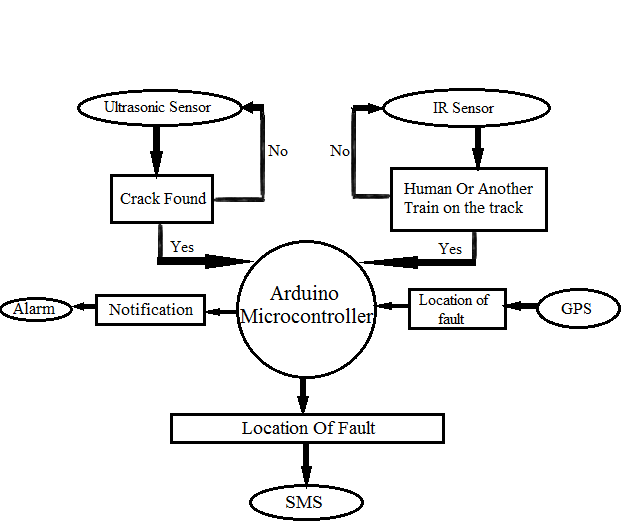 Ultrasonic Sensor
IR Sensor
No
No
Crack Found
Human Or Another
Train on the track
Yes
Yes
Arduino
Microcontroller
Alarm
Notification
Location of
fault
GPS
Location Of Fault
SMS